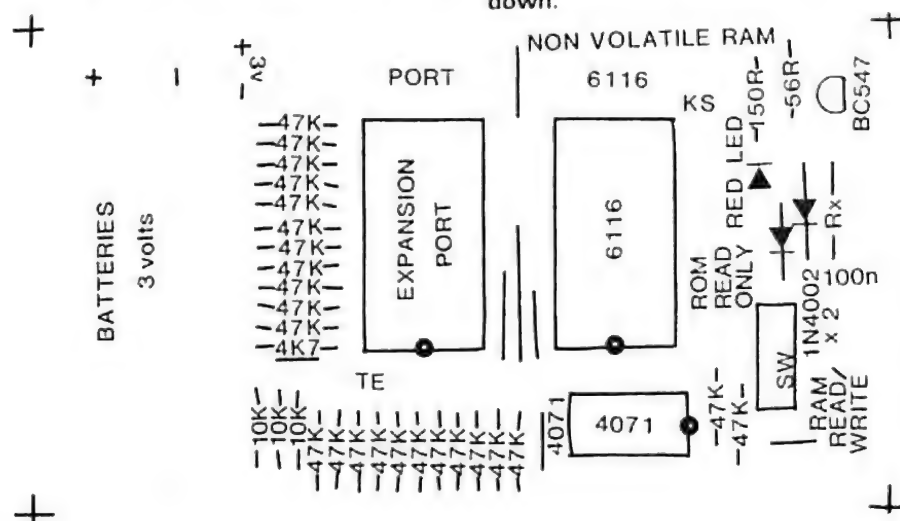 down.
NON VOLATILE RAM
+ −
+
3v
−
PORT
6116
KS
-150R-
-56R-
BC547
-47K-
-47K-
-47K-
-47K-
-47K-
-47K-
-47K-
-47K-
-47K-
-47K-
-47K-
-4K7-
BATTERIES
3 volts
EXPANSION
PORT
6116
RED LED
-Rx-
ROM
READ
ONLY
100n
1N4002
x 2
SW
RAM
READ/
WRITE
TE
-10K-
-10K-
-10K-
-47K-
-47K-
-47K-
-47K-
-47K-
-47K-
-47K-
-47K-
-47K-
-47K-
-47K-
4071
4071
-47K-
-47K-